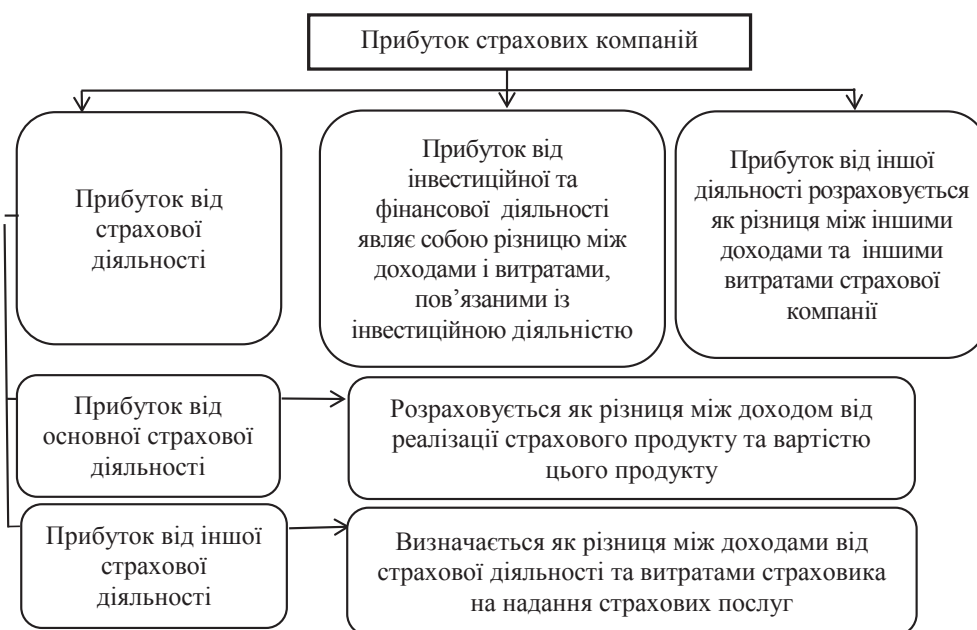 Прибуток страхових компаній
Прибуток від
страхової
діяльності
Прибуток від
інвестиційної та
фінансової діяльності
являє собою різницю між
доходами і витратами,
пов’язаними із
інвестиційною діяльністю
Прибуток від іншої
діяльності розраховується
як різниця між іншими
доходами та іншими
витратами страхової
компанії
Прибуток від
основної страхової
діяльності
Розраховується як різниця між доходом від
реалізації страхового продукту та вартістю
цього продукту
Прибуток від іншої
страхової
діяльності
Визначається як різниця між доходами від
страхової діяльності та витратами страховика
на надання страхових послуг